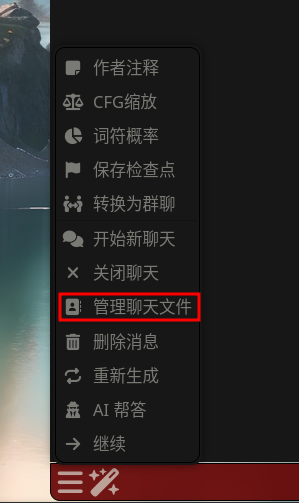 作者注释
CFG缩放
词符概率
保存检查点
转换为群聊
开始新聊天
关闭聊天
管理聊天文件
删除消息
重新生成
AI 帮答
继续